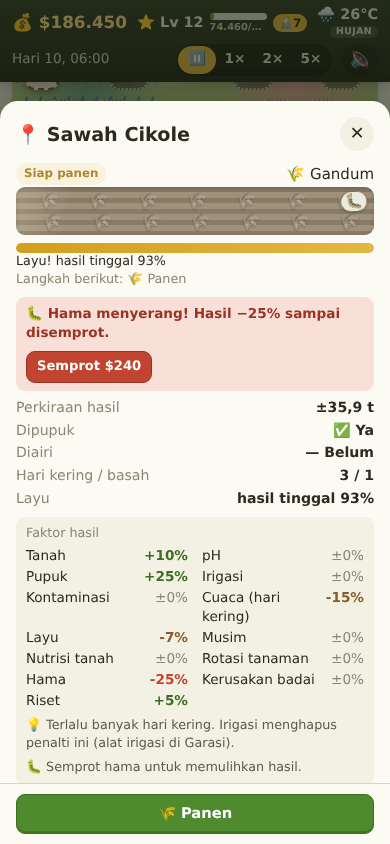 $186.450 Lv 12 74.460/… 7 26°C
HUJAN
Hari 10, 06:00 1× 2× 5×
Sawah Cikole ✕
Siap panen Gandum
Layu! hasil tinggal 93%
Langkah berikut: Panen
Hama menyerang! Hasil −25% sampai
disemprot.
Semprot $240
Perkiraan hasil ±35,9 t
Dipupuk ✅ Ya
Diairi — Belum
Hari kering / basah 3 / 1
Layu hasil tinggal 93%
Faktor hasil
Tanah +10% pH ±0%
Pupuk +25% Irigasi ±0%
Kontaminasi ±0% Cuaca (hari -15%
kering)
Layu -7% Musim ±0%
Nutrisi tanah ±0% Rotasi tanaman ±0%
Hama -25% Kerusakan badai ±0%
Riset +5%
Terlalu banyak hari kering. Irigasi menghapus
penalti ini (alat irigasi di Garasi).
Semprot hama untuk memulihkan hasil.
Panen